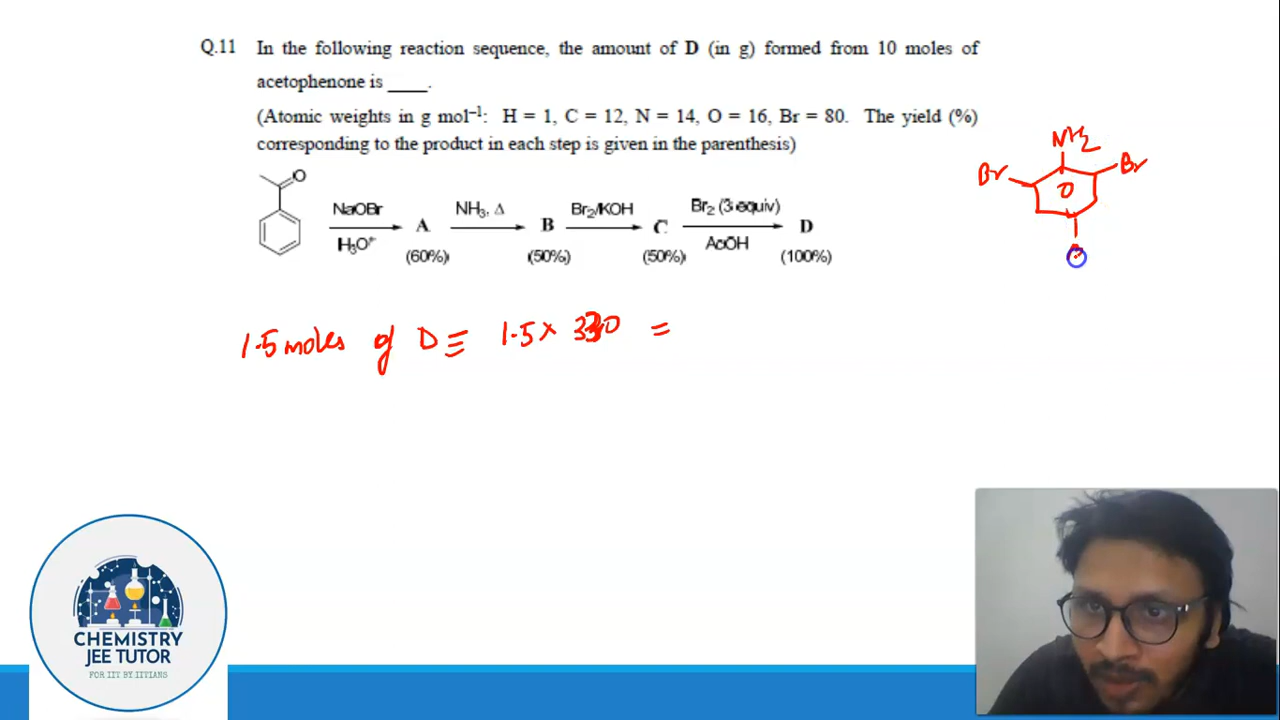 Q.11 In the following reaction sequence, the amount of D (in g) formed from 10 moles of
acetophenone is ____.
(Atomic weights in g mol⁻¹: H = 1, C = 12, N = 14, O = 16, Br = 80. The yield (%)
corresponding to the product in each step is given in the parenthesis)
O
NaOBr
H₃O⁺
A
(60%)
NH₃, Δ
B
(50%)
Br₂/KOH
C
(50%)
Br₂ (3 equiv)
AcOH
D
(100%)
NH2
Br
Br
1.5 moles of D ≡ 1.5 × 330 =
CHEMISTRY
JEE TUTOR
FOR IIT BY IITIANS